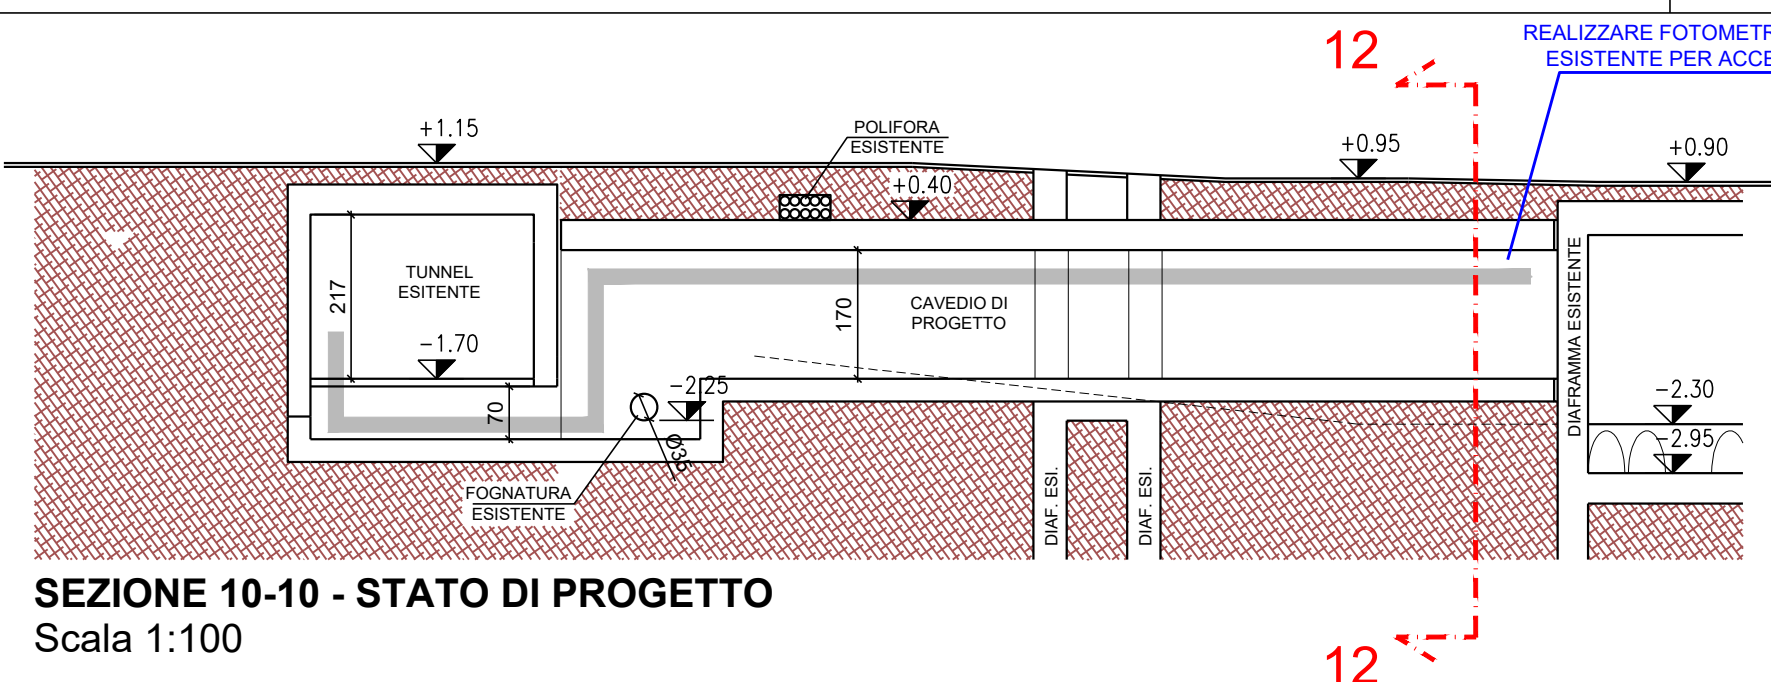 REALIZZARE FOTOMETR
ESISTENTE PER ACCE
12
+1.15
POLIFORA
ESISTENTE
+0.95
+0.90
+0.40
TUNNEL
ESITENTE
217
170
CAVEDIO DI
PROGETTO
DIAFRAMMA ESISTENTE
-1.70
-2.25
70
Ø35
-2.30
-2.95
FOGNATURA
ESISTENTE
DIAF. ESI.
DIAF. ESI.
SEZIONE 10-10 - STATO DI PROGETTO
Scala 1:100
12